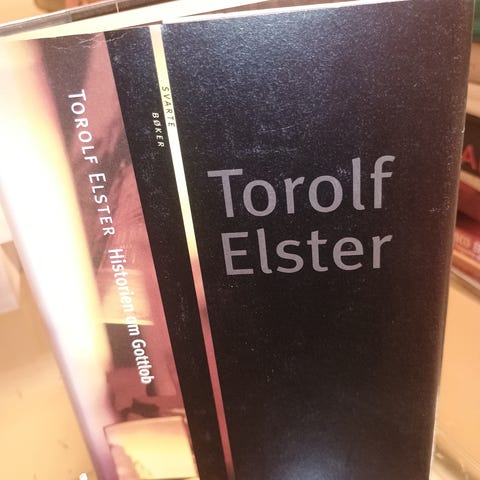 TOROLF ELSTER Historien om Gottlob
SVARTE
BØKER
Torolf
Elster